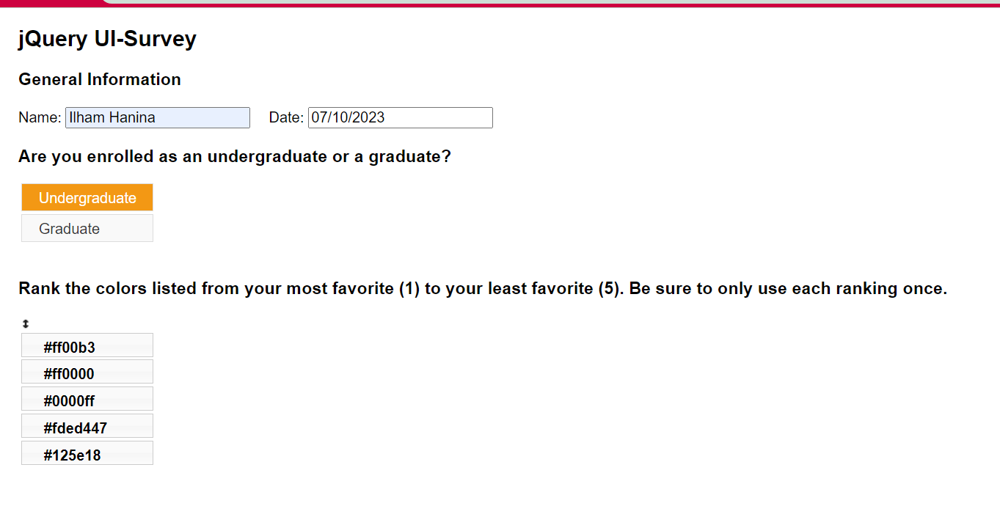 jQuery UI-Survey
General Information
Name: Ilham Hanina Date: 07/10/2023
Are you enrolled as an undergraduate or a graduate?
Undergraduate
Graduate
Rank the colors listed from your most favorite (1) to your least favorite (5). Be sure to only use each ranking once.
#ff00b3
#ff0000
#0000ff
#fded447
#125e18